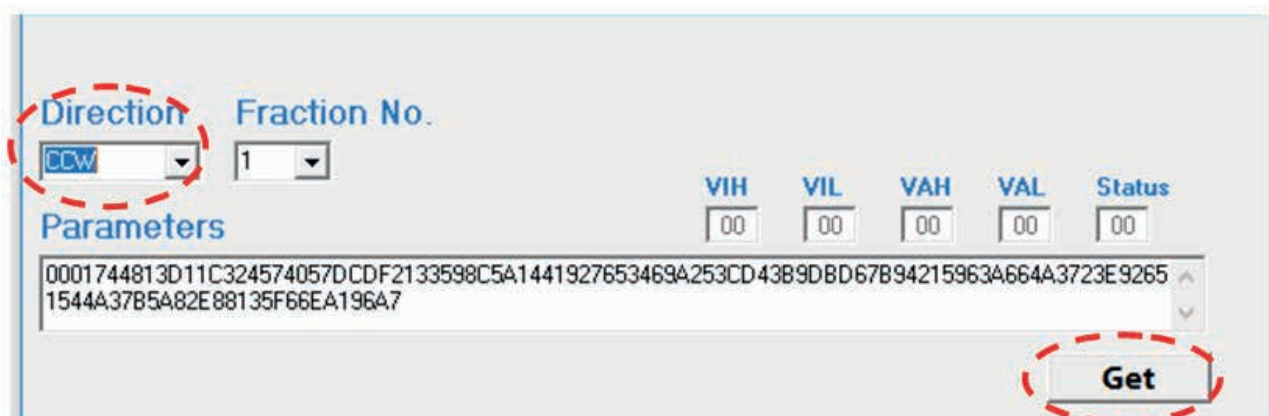 Direction Fraction No.
CCW 1
VIH VIL VAH VAL Status
Parameters 00 00 00 00 00
0001744813D11C324574057DCDF2133598C5A1441927653469A253CD43B9DBD67B94215963A664A3723E9265
1544A37B5A82E88135F66EA196A7
Get